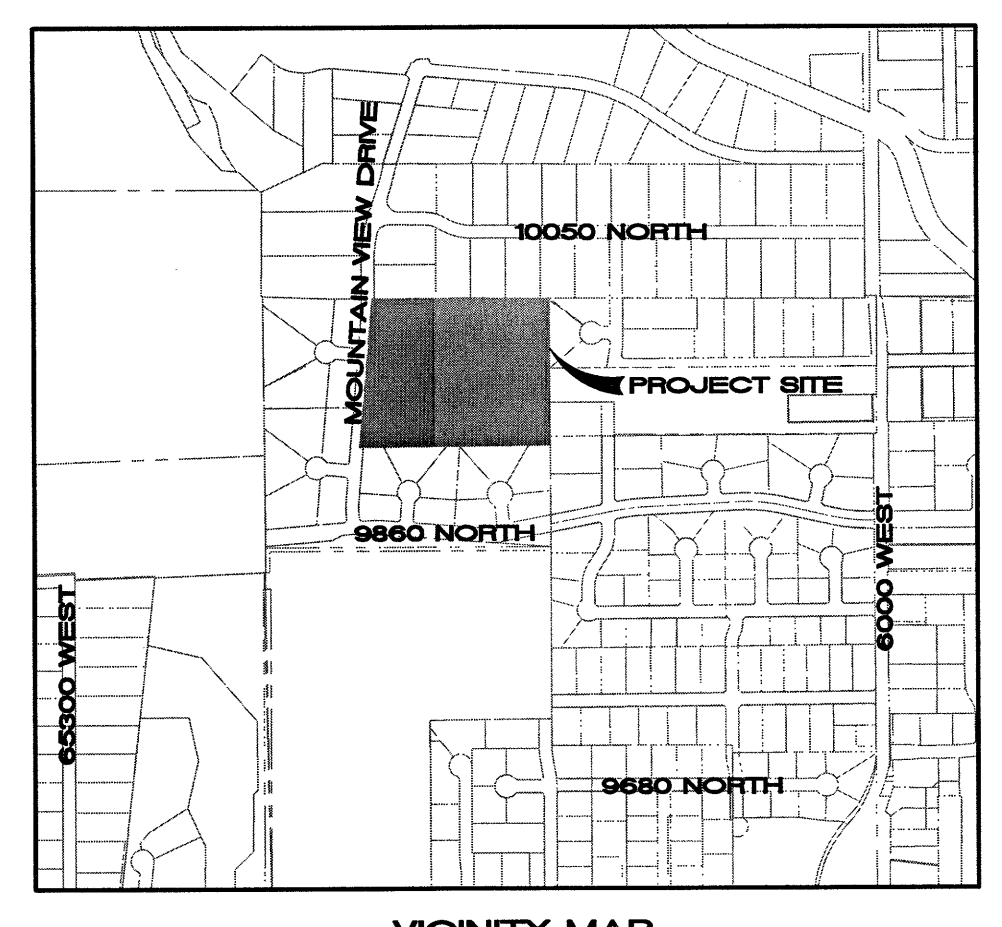 MOUNTAIN VIEW DRIVE
10050 NORTH
PROJECT SITE
9860 NORTH
6000 WEST
65300 WEST
9680 NORTH
VICINITY MAP